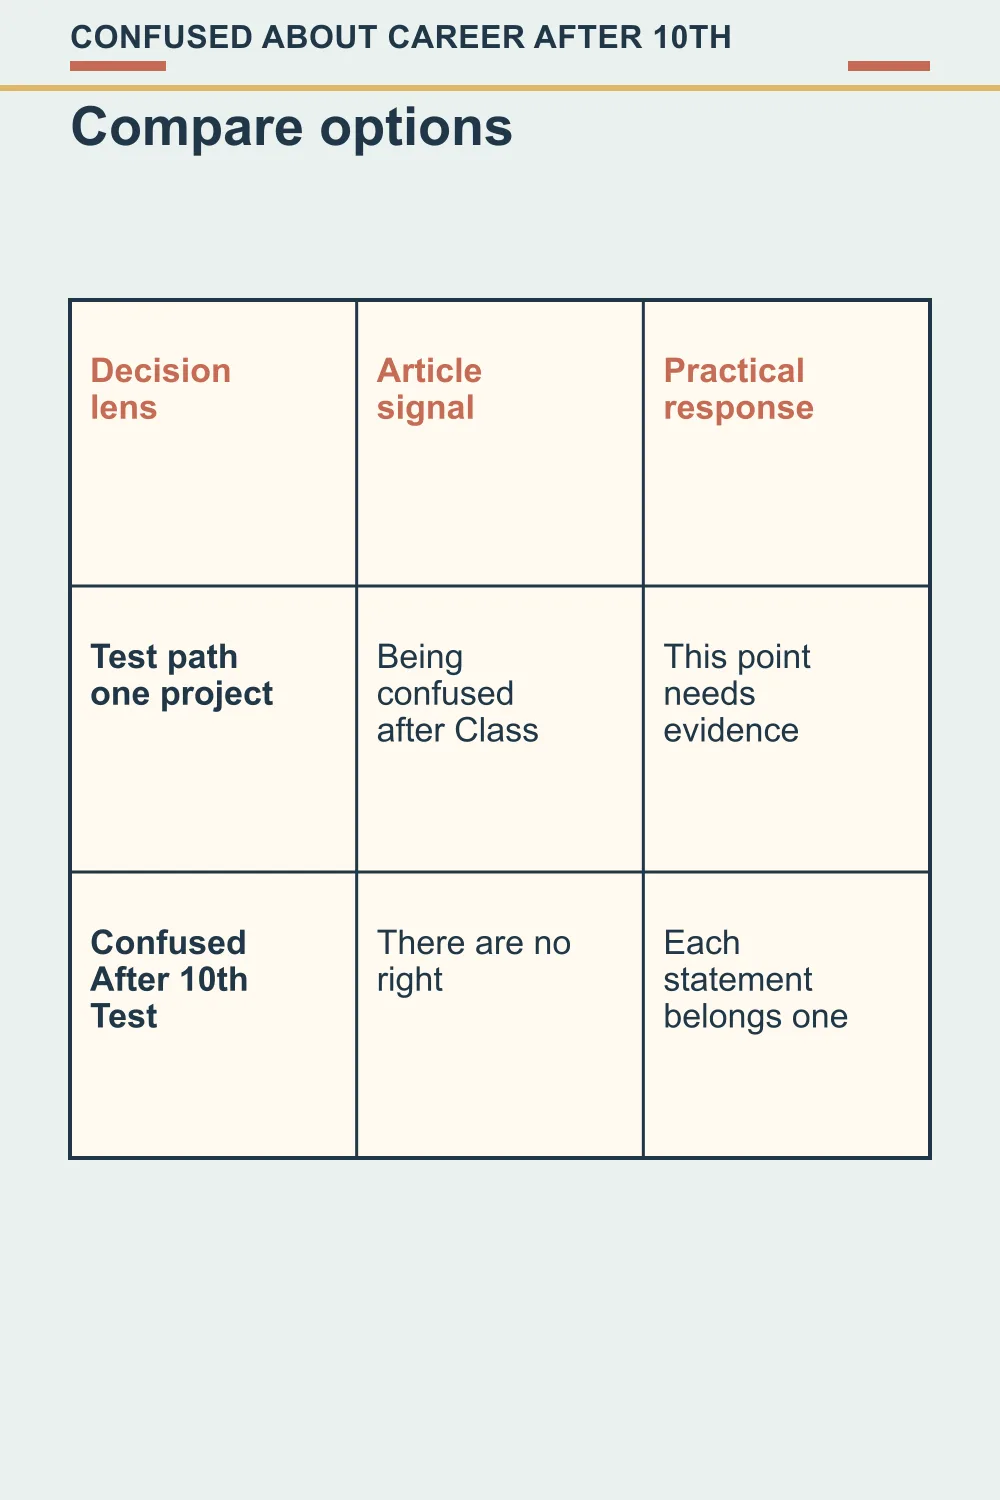 CONFUSED ABOUT CAREER AFTER 10TH
Compare options
Decision
lens
Article
signal
Practical
response
Test path
one project
Being
confused
after Class
This point
needs
evidence
Confused
After 10th
Test
There are no
right
Each
statement
belongs one